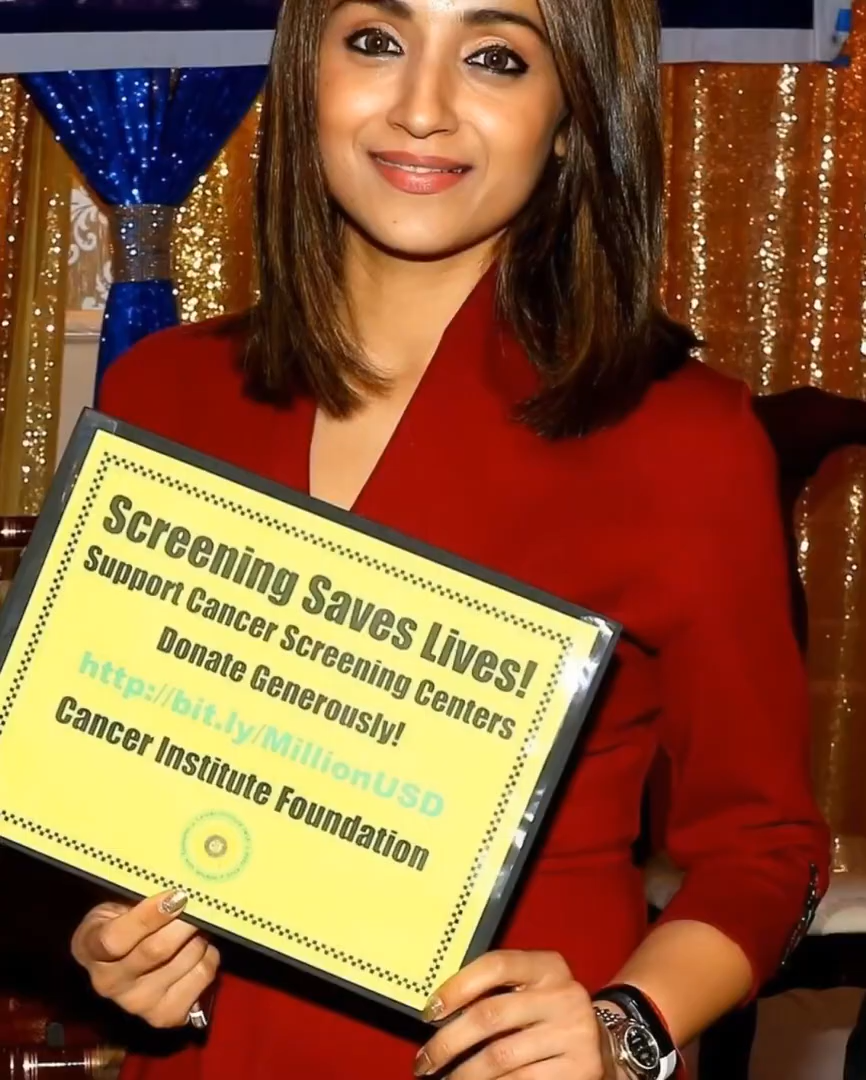 Screening Saves Lives!
Support Cancer Screening Centers
Donate Generously!
http://bit.ly/MillionUSD
Cancer Institute Foundation